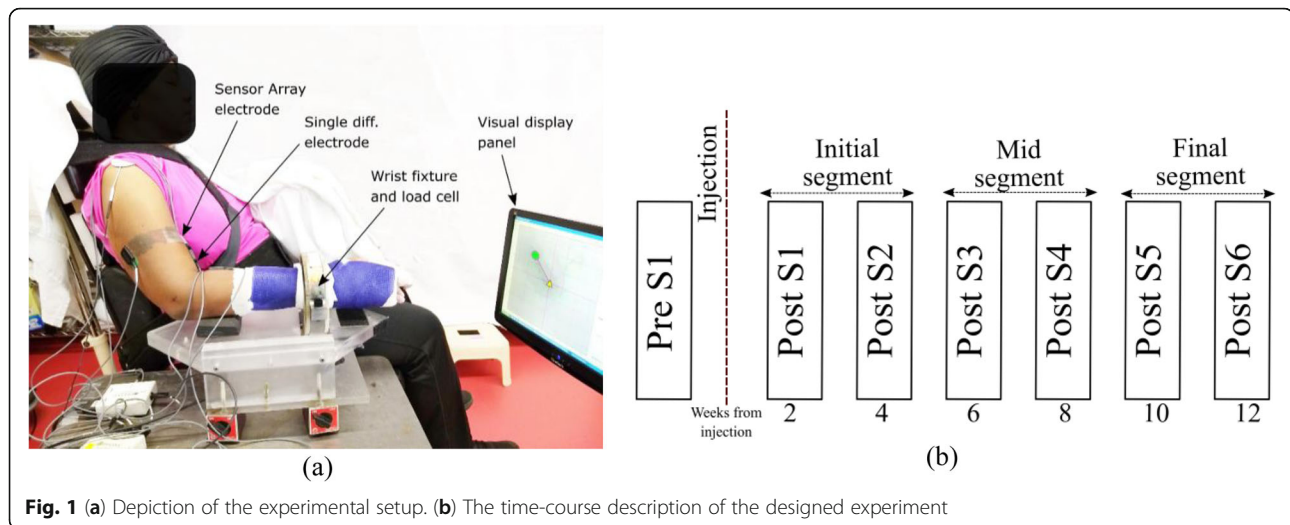 Sensor Array
electrode
Single diff.
electrode
Wrist fixture
and load cell
Visual display
panel
(a)
Injection
Initial
segment
Mid
segment
Final
segment
Pre S1
Post S1
Post S2
Post S3
Post S4
Post S5
Post S6
Weeks from
injection
2 4 6 8 10 12
(b)
Fig. 1 (a) Depiction of the experimental setup. (b) The time-course description of the designed experiment